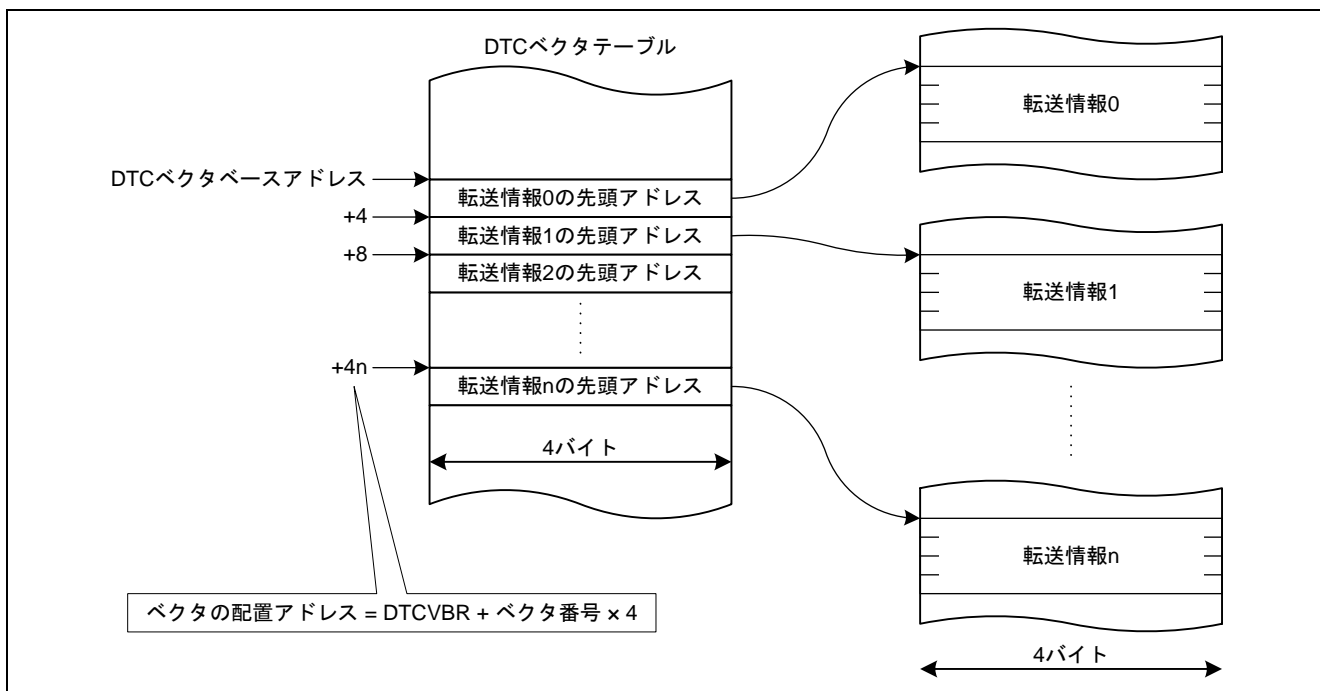 DTCベクタテーブル
DTCベクタベースアドレス
転送情報0の先頭アドレス
+4
転送情報1の先頭アドレス
+8
転送情報2の先頭アドレス
+4n
転送情報nの先頭アドレス
4バイト
ベクタの配置アドレス = DTCVBR + ベクタ番号 × 4
転送情報0
転送情報1
転送情報n
4バイト